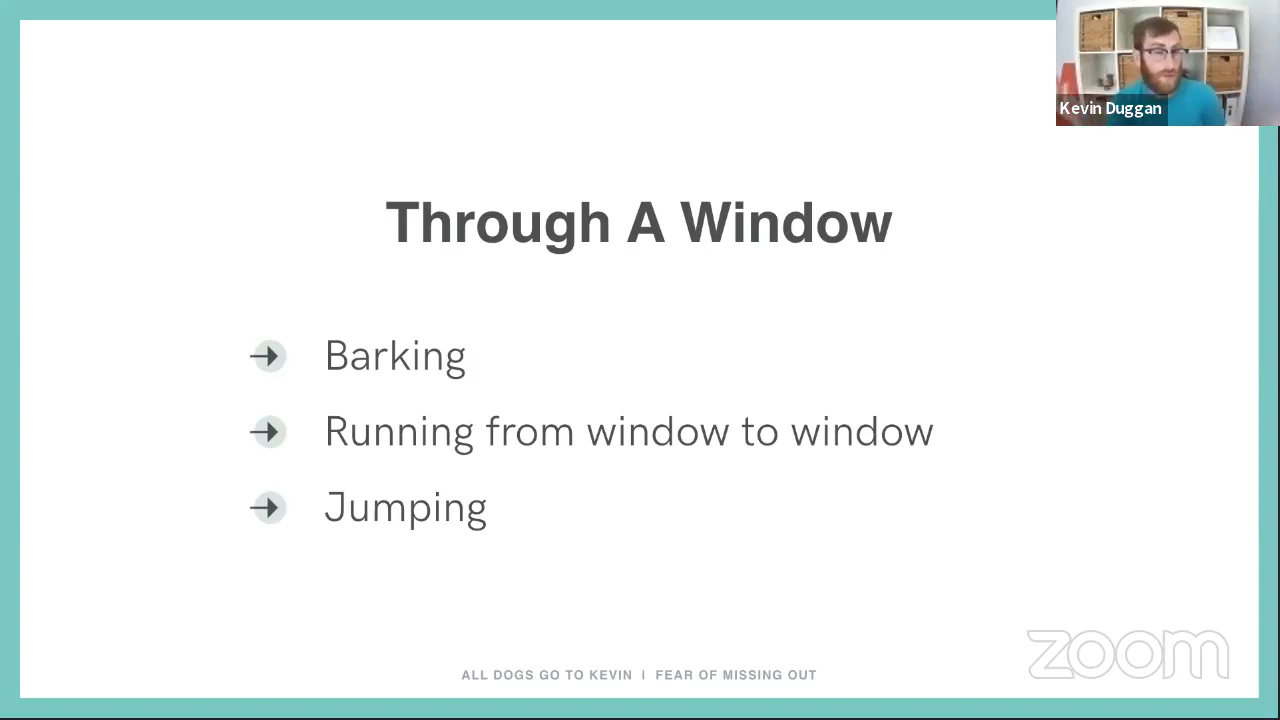 Kevin Duggan
Through A Window
Barking
Running from window to window
Jumping
ALL DOGS GO TO KEVIN | FEAR OF MISSING OUT
zoom